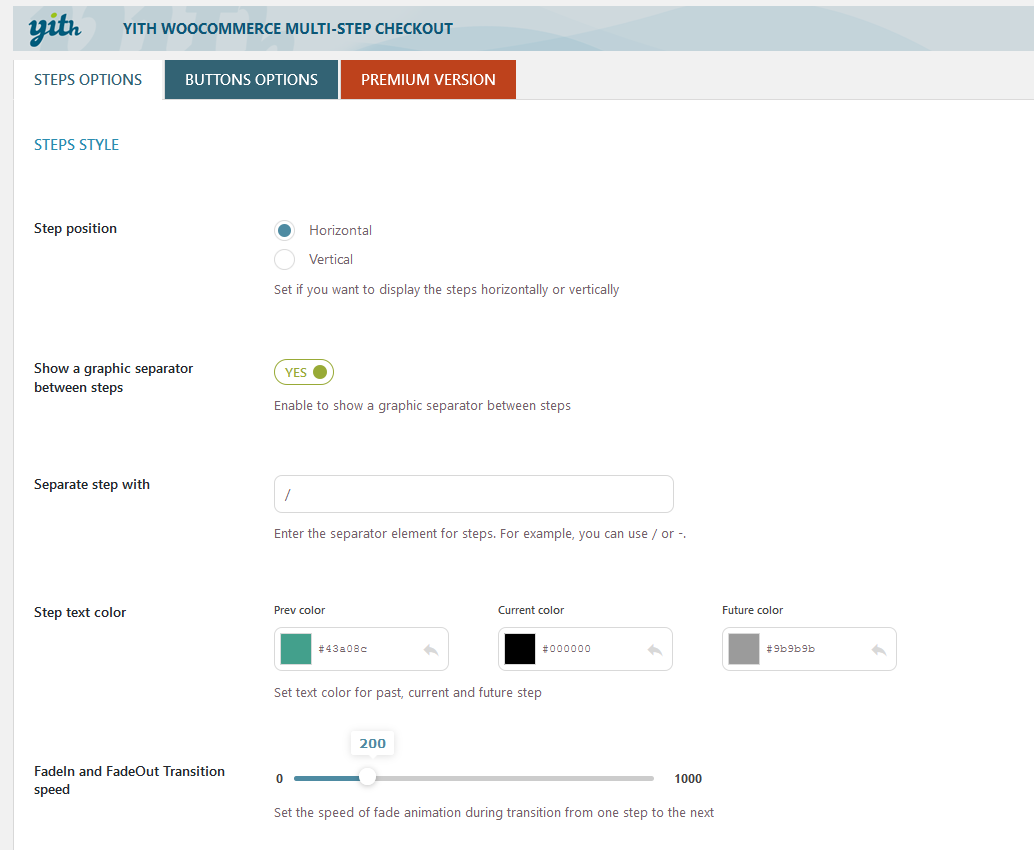 yith
YITH WOOCOMMERCE MULTI-STEP CHECKOUT
STEPS OPTIONS
BUTTONS OPTIONS
PREMIUM VERSION
STEPS STYLE
Step position
Horizontal
Vertical
Set if you want to display the steps horizontally or vertically
Show a graphic separator
between steps
YES
Enable to show a graphic separator between steps
Separate step with
/
Enter the separator element for steps. For example, you can use / or -.
Step text color
Prev color
Current color
Future color
#43a08c
#000000
#9b9b9b
Set text color for past, current and future step
200
FadeIn and FadeOut Transition
speed
0
1000
Set the speed of fade animation during transition from one step to the next